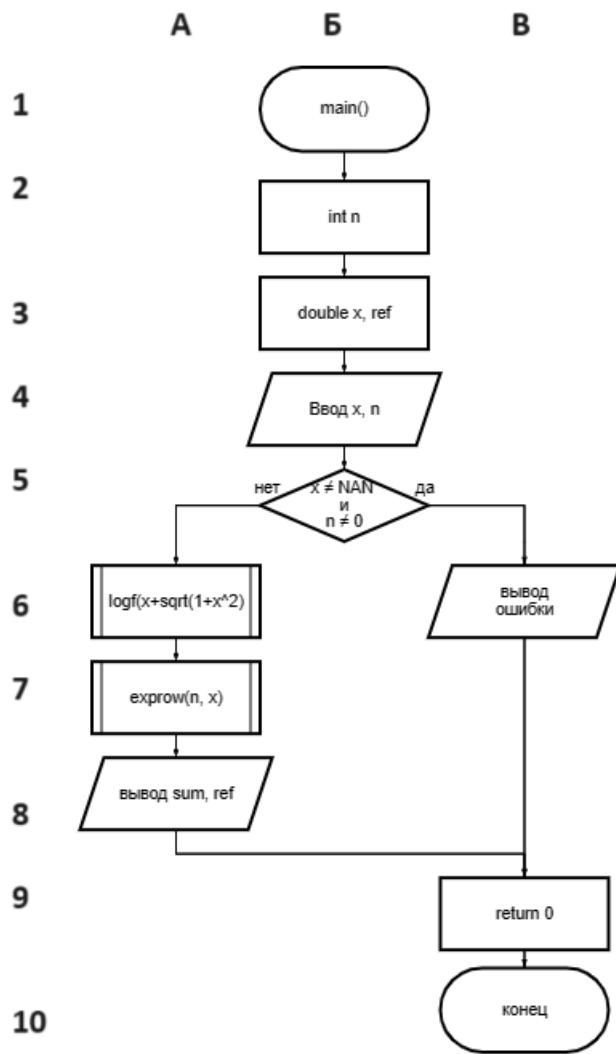 А Б В
1
main()
2
int n
3
double x, ref
4
Ввод x, n
5
нет
x ≠ NAN
да
и
n ≠ 0
6
logf(x+sqrt(1+x^2)
вывод
ошибки
7
exprow(n, x)
8
вывод sum, ref
9
return 0
10
конец